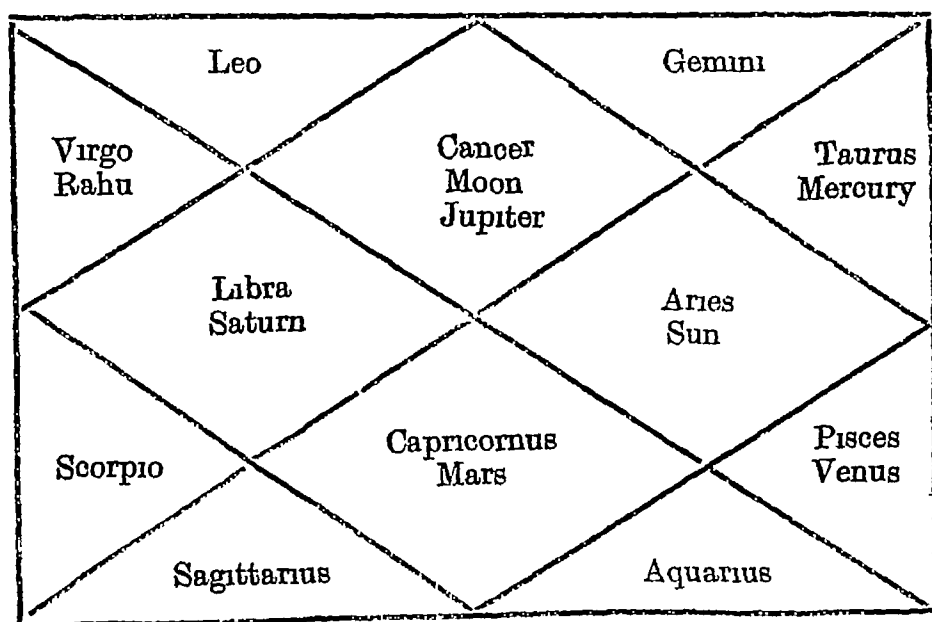 Leo
Gemini
Virgo
Rahu
Cancer
Moon
Jupiter
Taurus
Mercury
Libra
Saturn
Aries
Sun
Scorpio
Capricornus
Mars
Pisces
Venus
Sagittarius
Aquarius